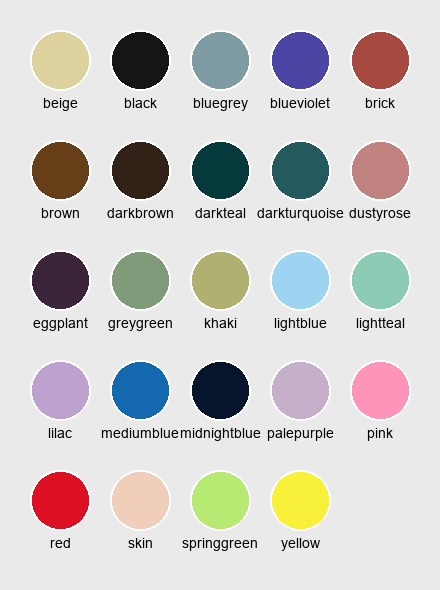 beige black bluegrey blueviolet brick
brown darkbrown darkteal darkturquoise dustyrose
eggplant greygreen khaki lightblue lightteal
lilac mediumblue midnightblue palepurple pink
red skin springgreen yellow